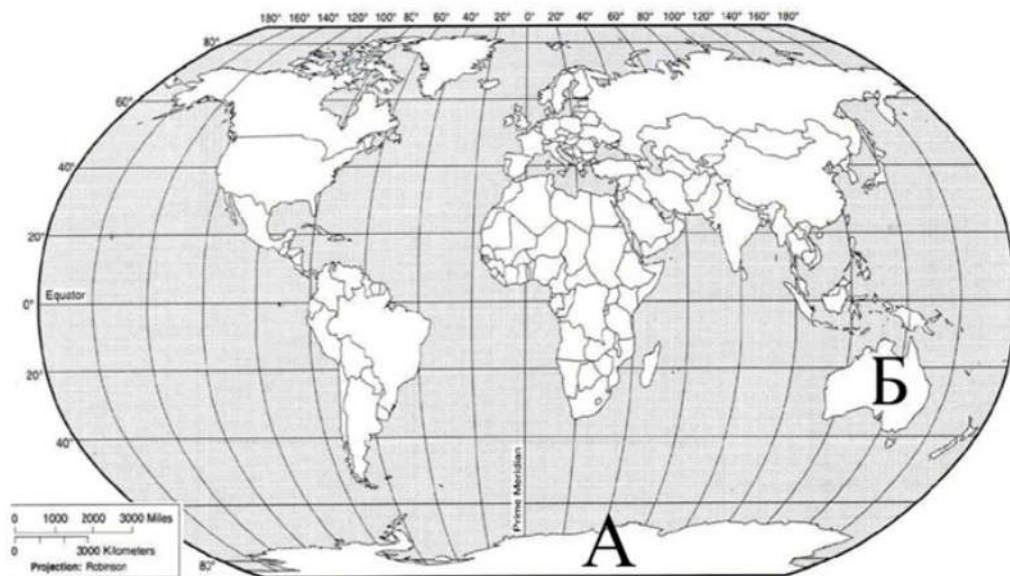 180° 160° 140° 120° 100° 80° 60° 40° 20° 0° 20° 40° 60° 80° 100° 120° 140° 160° 180°
80°
60°
40°
20°
Equator
0°
20°
Б
40°
Prime Meridian
А
0 1000 2000 3000 Miles
0 3000 Kilometers
Projection: Robinson
80°